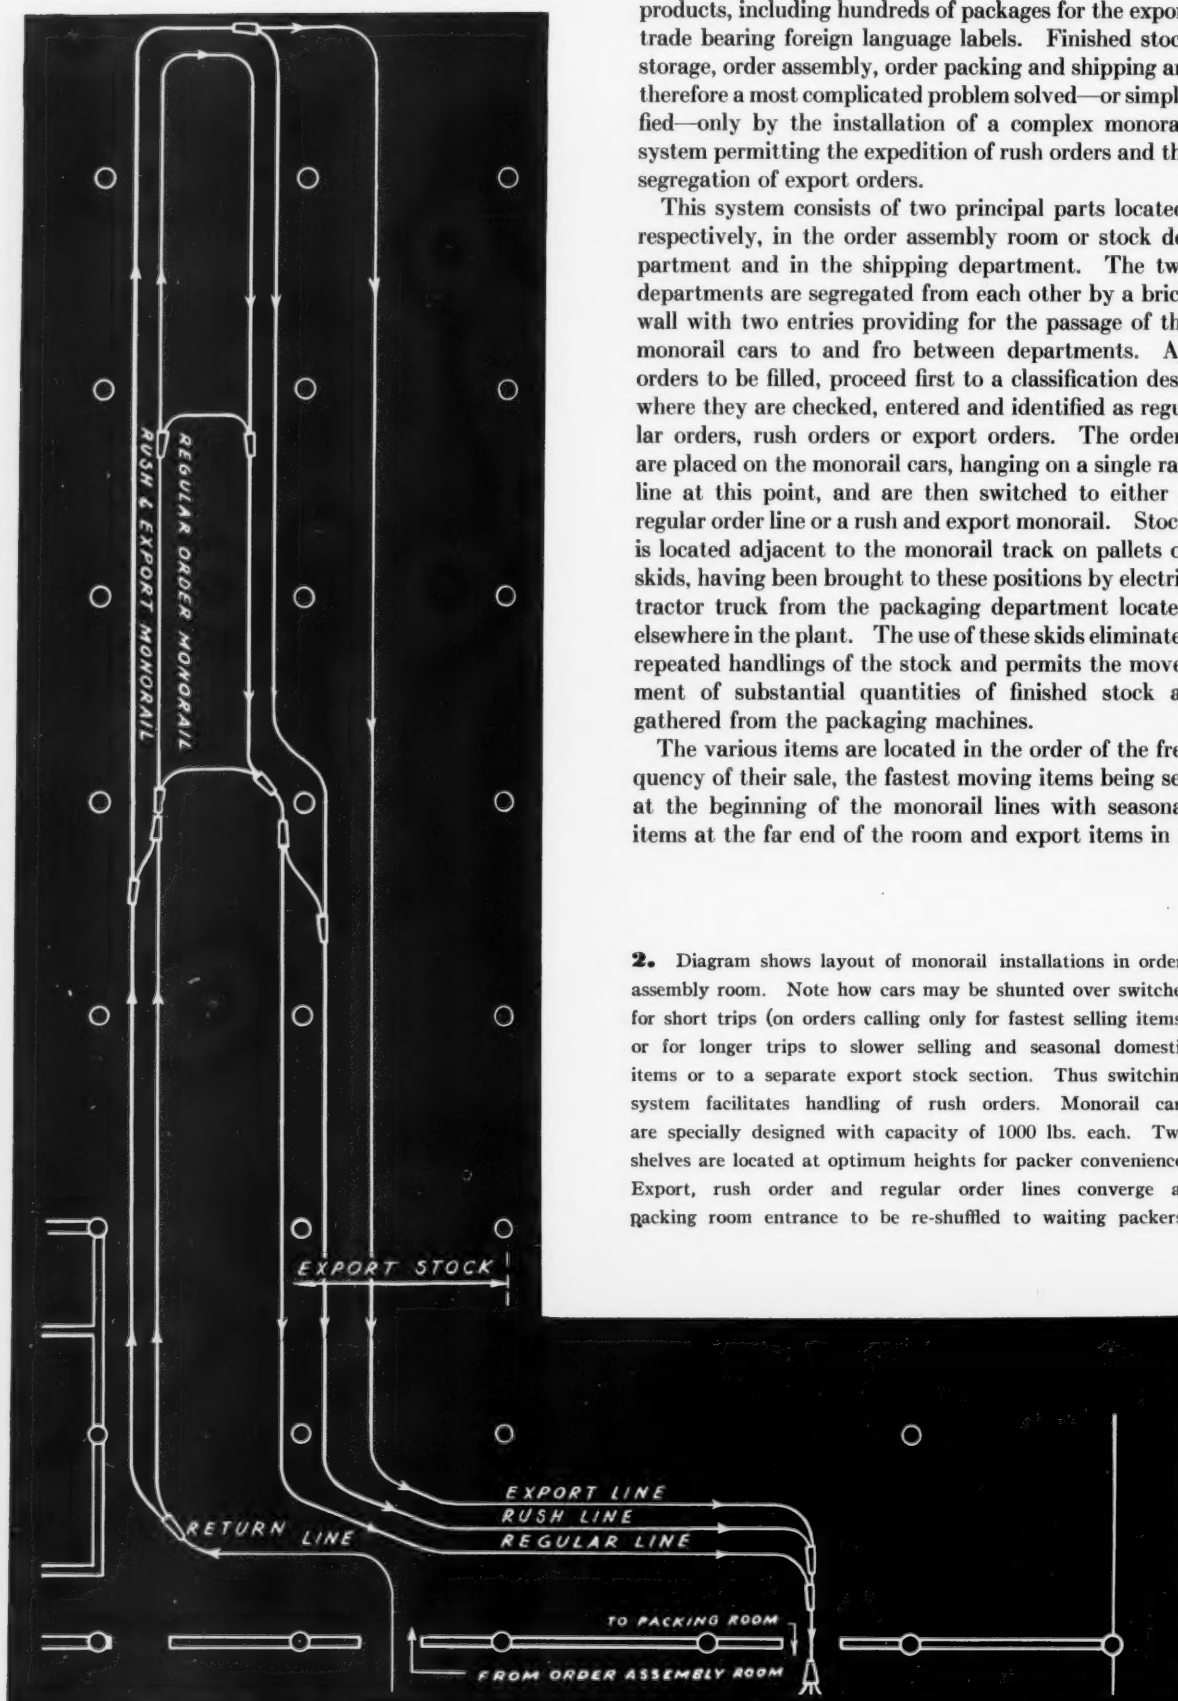 products, including hundreds of packages for the expor
trade bearing foreign language labels. Finished stoc
storage, order assembly, order packing and shipping ar
therefore a most complicated problem solved—or simpl
fied—only by the installation of a complex monora
system permitting the expedition of rush orders and th
segregation of export orders.
This system consists of two principal parts locate
respectively, in the order assembly room or stock de
partment and in the shipping department. The tw
departments are segregated from each other by a bric
wall with two entries providing for the passage of th
monorail cars to and fro between departments. A
orders to be filled, proceed first to a classification des
where they are checked, entered and identified as regu
lar orders, rush orders or export orders. The order
are placed on the monorail cars, hanging on a single ra
line at this point, and are then switched to either
regular order line or a rush and export monorail. Stoc
is located adjacent to the monorail track on pallets o
skids, having been brought to these positions by electri
tractor truck from the packaging department locate
elsewhere in the plant. The use of these skids eliminate
repeated handlings of the stock and permits the move
ment of substantial quantities of finished stock a
gathered from the packaging machines.
The various items are located in the order of the fre
quency of their sale, the fastest moving items being se
at the beginning of the monorail lines with seasona
items at the far end of the room and export items in
2. Diagram shows layout of monorail installations in order
assembly room. Note how cars may be shunted over switche
for short trips (on orders calling only for fastest selling items
or for longer trips to slower selling and seasonal domesti
items or to a separate export stock section. Thus switchin
system facilitates handling of rush orders. Monorail car
are specially designed with capacity of 1000 lbs. each. Tw
shelves are located at optimum heights for packer convenience
Export, rush order and regular order lines converge a
packing room entrance to be re-shuffled to waiting packers
RUSH & EXPORT MONORAIL
REGULAR ORDER MONORAIL
EXPORT STOCK
EXPORT LINE
RUSH LINE
REGULAR LINE
RETURN LINE
TO PACKING ROOM
FROM ORDER ASSEMBLY ROOM